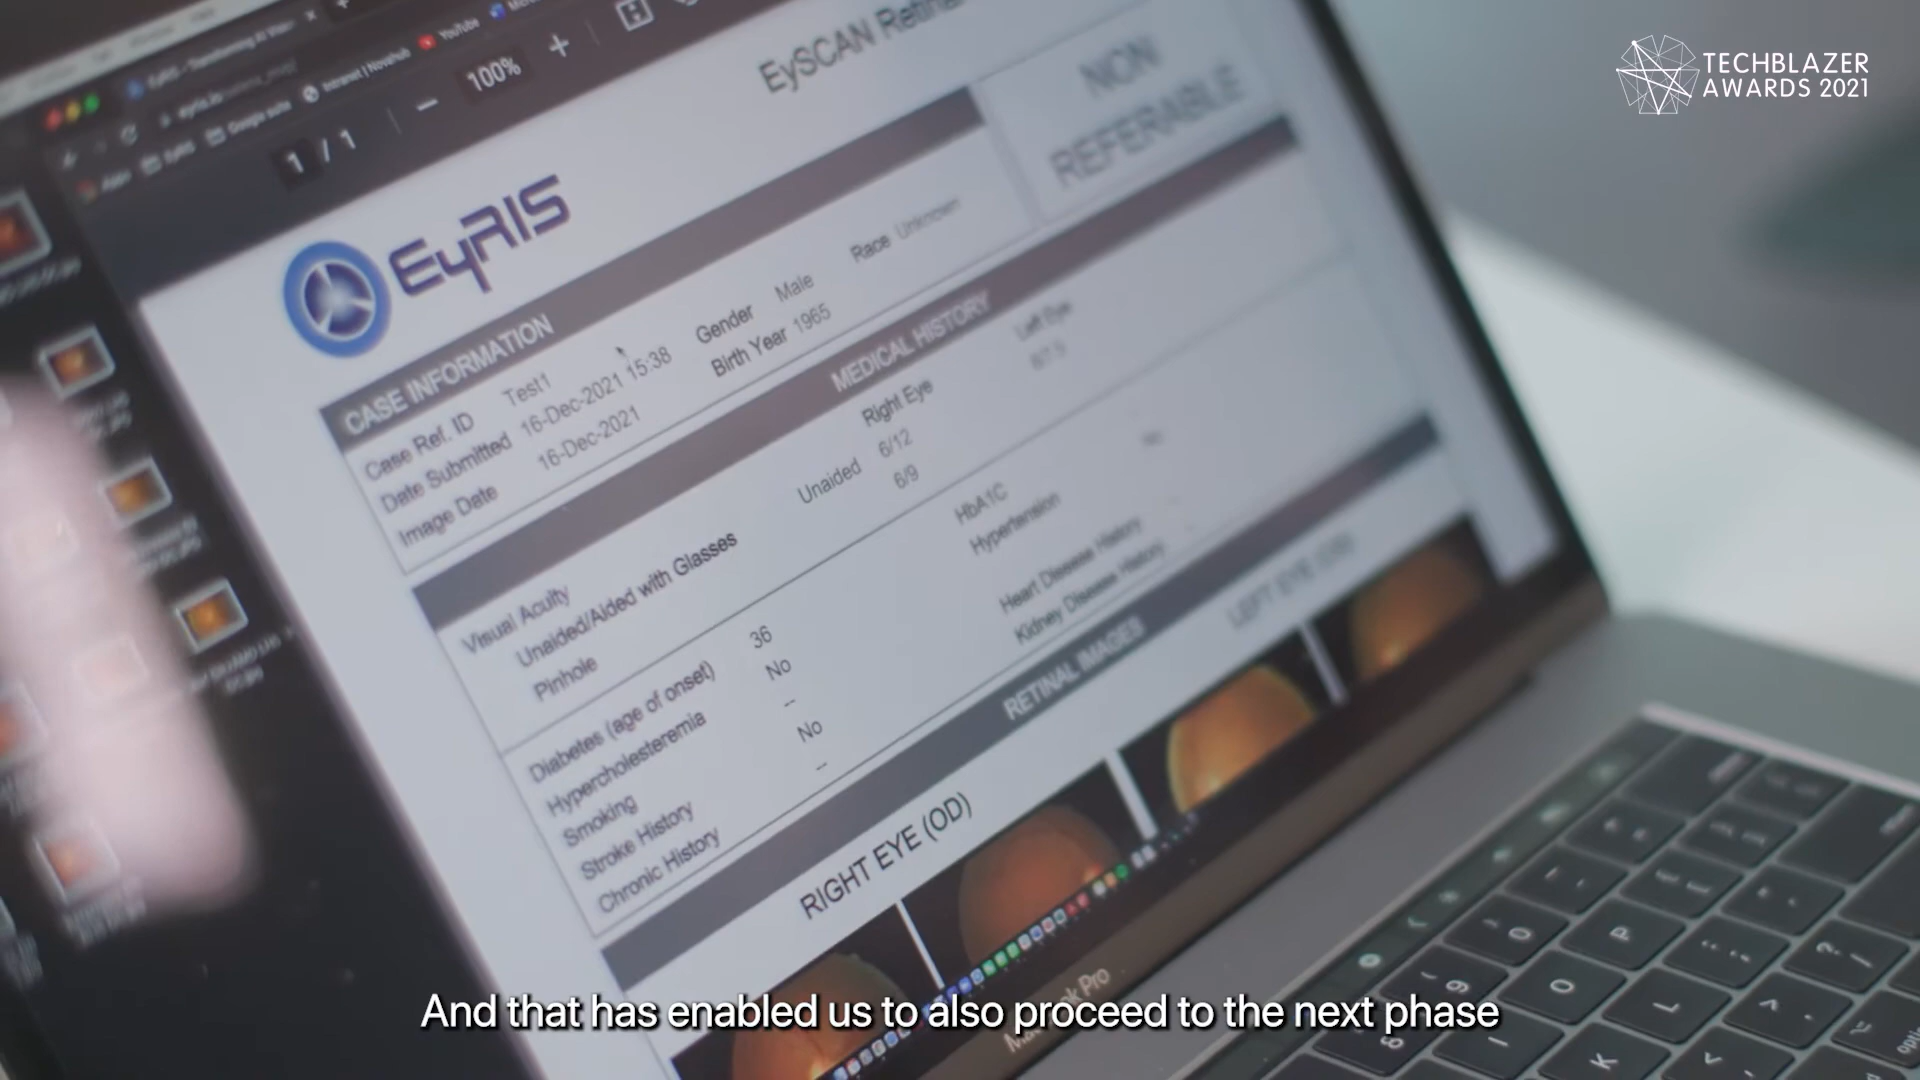 TECHBLAZER
AWARDS 2021
YouTube
Intranet | Novahub
1 / 1
100%
EySCAN
NON
REFERABLE
EyRIS
CASE INFORMATION
Case Ref. ID Test1
Date Submitted 16-Dec-2021 15:38
Image Date 16-Dec-2021
Gender Male
Birth Year 1965
Race Unknown
MEDICAL HISTORY
Right Eye Left Eye
Visual Acuity
Unaided/Aided with Glasses Unaided 6/12
Pinhole 6/9
Diabetes (age of onset) 36
Hypercholesteremia No
Smoking --
Stroke History No
Chronic History --
HbA1C
Hypertension
Heart Disease History
Kidney Disease History
RETINAL IMAGES
RIGHT EYE (OD)
LEFT EYE (OS)
And that has enabled us to also proceed to the next phase